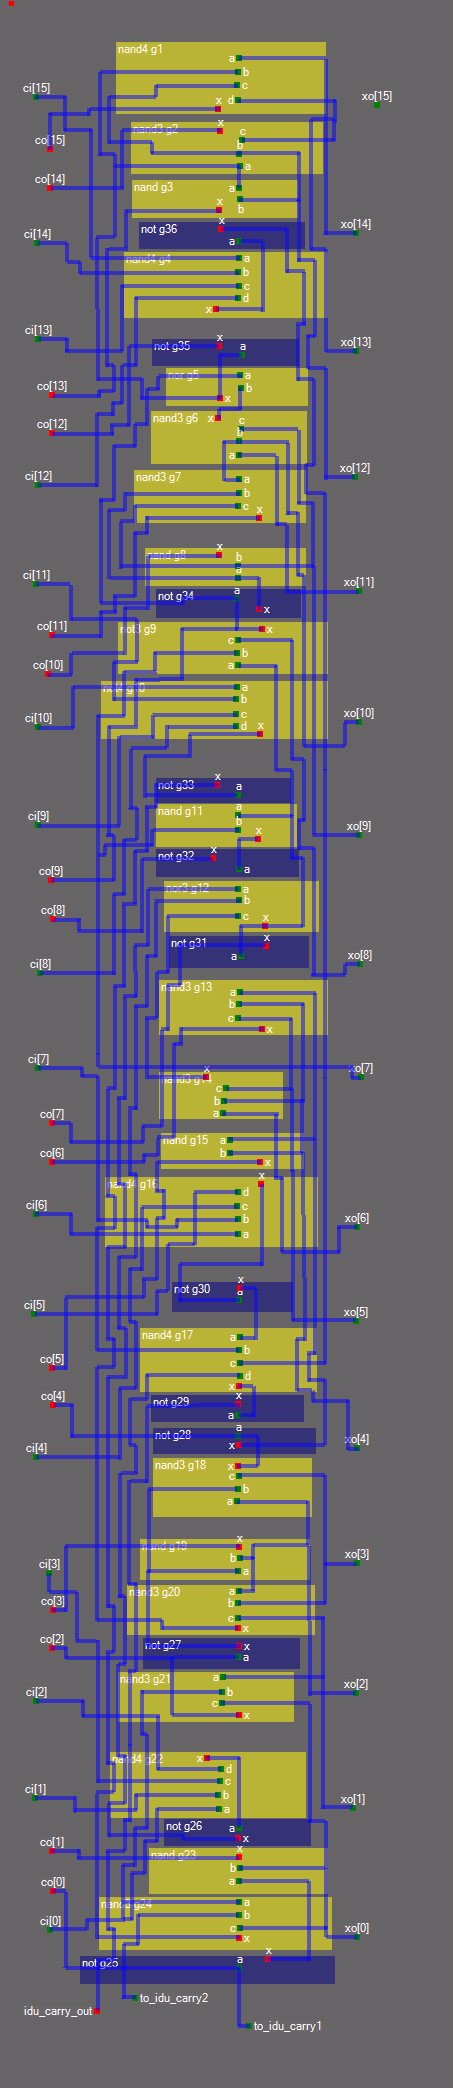 nand4 g1
a
b
ci[15]
c
xo[15]
x
d
co[15]
nand3 g2
x
c
b
a
co[14]
nand g3
a
x
b
xo[14]
not g36
x
ci[14]
a
nand4 g4
a
b
c
d
x
ci[13]
xo[13]
not g35
x
a
nor g5
a
b
co[13]
x
nand3 g6
x
c
b
co[12]
a
ci[12]
xo[12]
nand3 g7
a
b
c
x
nand g8
x
b
a
ci[11]
xo[11]
not g34
a
x
co[11]
g9
x
c
b
a
co[10]
g10
a
b
c
d
xo[10]
ci[10]
x
not g33
x
a
nand g11
a
b
ci[9]
xo[9]
x
not g32
x
a
co[9]
nor3 g12
a
b
c
co[8]
x
not g31
x
a
xo[8]
ci[8]
nand3 g13
a
b
c
x
ci[7]
xo[7]
nand3 g14
x
c
b
a
co[7]
nand g15
a
b
co[6]
x
nand4 g16
x
d
c
b
a
ci[6]
xo[6]
not g30
x
a
ci[5]
xo[5]
nand4 g17
a
b
c
d
co[5]
x
not g29
x
a
co[4]
not g28
a
x
xo[4]
ci[4]
nand3 g18
x
c
b
a
nand g19
x
b
a
ci[3]
xo[3]
nand3 g20
a
b
c
x
co[3]
not g27
x
a
co[2]
nand3 g21
a
b
c
x
ci[2]
xo[2]
nand4 g22
x
d
c
b
a
ci[1]
xo[1]
not g26
a
x
co[1]
nand g23
x
b
a
co[0]
nand3 g24
a
b
c
x
ci[0]
xo[0]
not g25
a
x
to_idu_carry2
idu_carry_out
to_idu_carry1